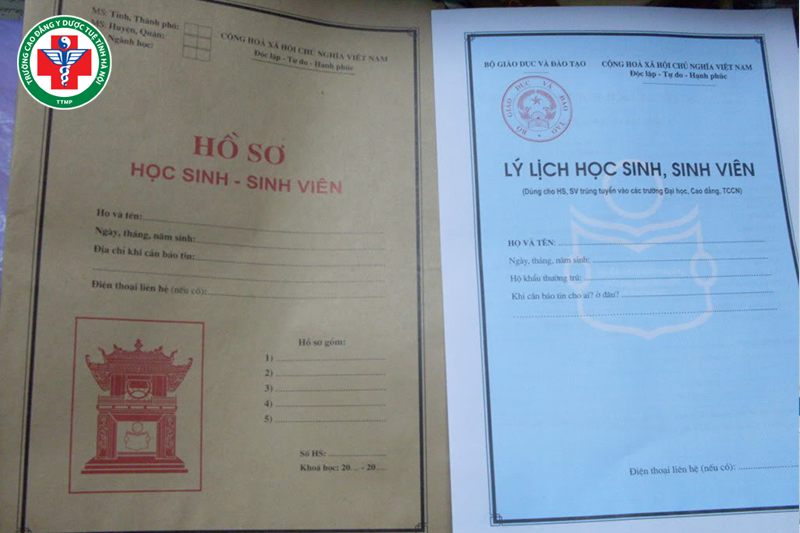 TRƯỜNG CAO ĐẲNG Y DƯỢC TUỆ TĨNH HÀ NỘI
TTMP
MS. Tỉnh, Thành phố:
MS. Huyện, Quận:
Ngành học:
CỘNG HOÀ XÃ HỘI CHỦ NGHĨA VIỆT NAM
Độc lập - Tự do - Hạnh phúc
HỒ SƠ
HỌC SINH - SINH VIÊN
Họ và tên:
Ngày, tháng, năm sinh:
Địa chỉ khi cần báo tin:
Điện thoại liên hệ (nếu có):
Hồ sơ gồm:
1)
2)
3)
4)
5)
Số HS:
Khoá học: 20.... - 20....
BỘ GIÁO DỤC VÀ ĐÀO TẠO
CỘNG HOÀ XÃ HỘI CHỦ NGHĨA VIỆT NAM
Độc lập - Tự do - Hạnh phúc
BỘ GIÁO DỤC VÀ ĐÀO TẠO
LÝ LỊCH HỌC SINH, SINH VIÊN
(Dùng cho HS, SV trúng tuyển vào các trường Đại học, Cao đẳng, TCCN)
HỌ VÀ TÊN:
Ngày, tháng, năm sinh:
Hộ khẩu thường trú:
Khi cần báo tin cho ai? ở đâu?
Điện thoại liên hệ (nếu có):